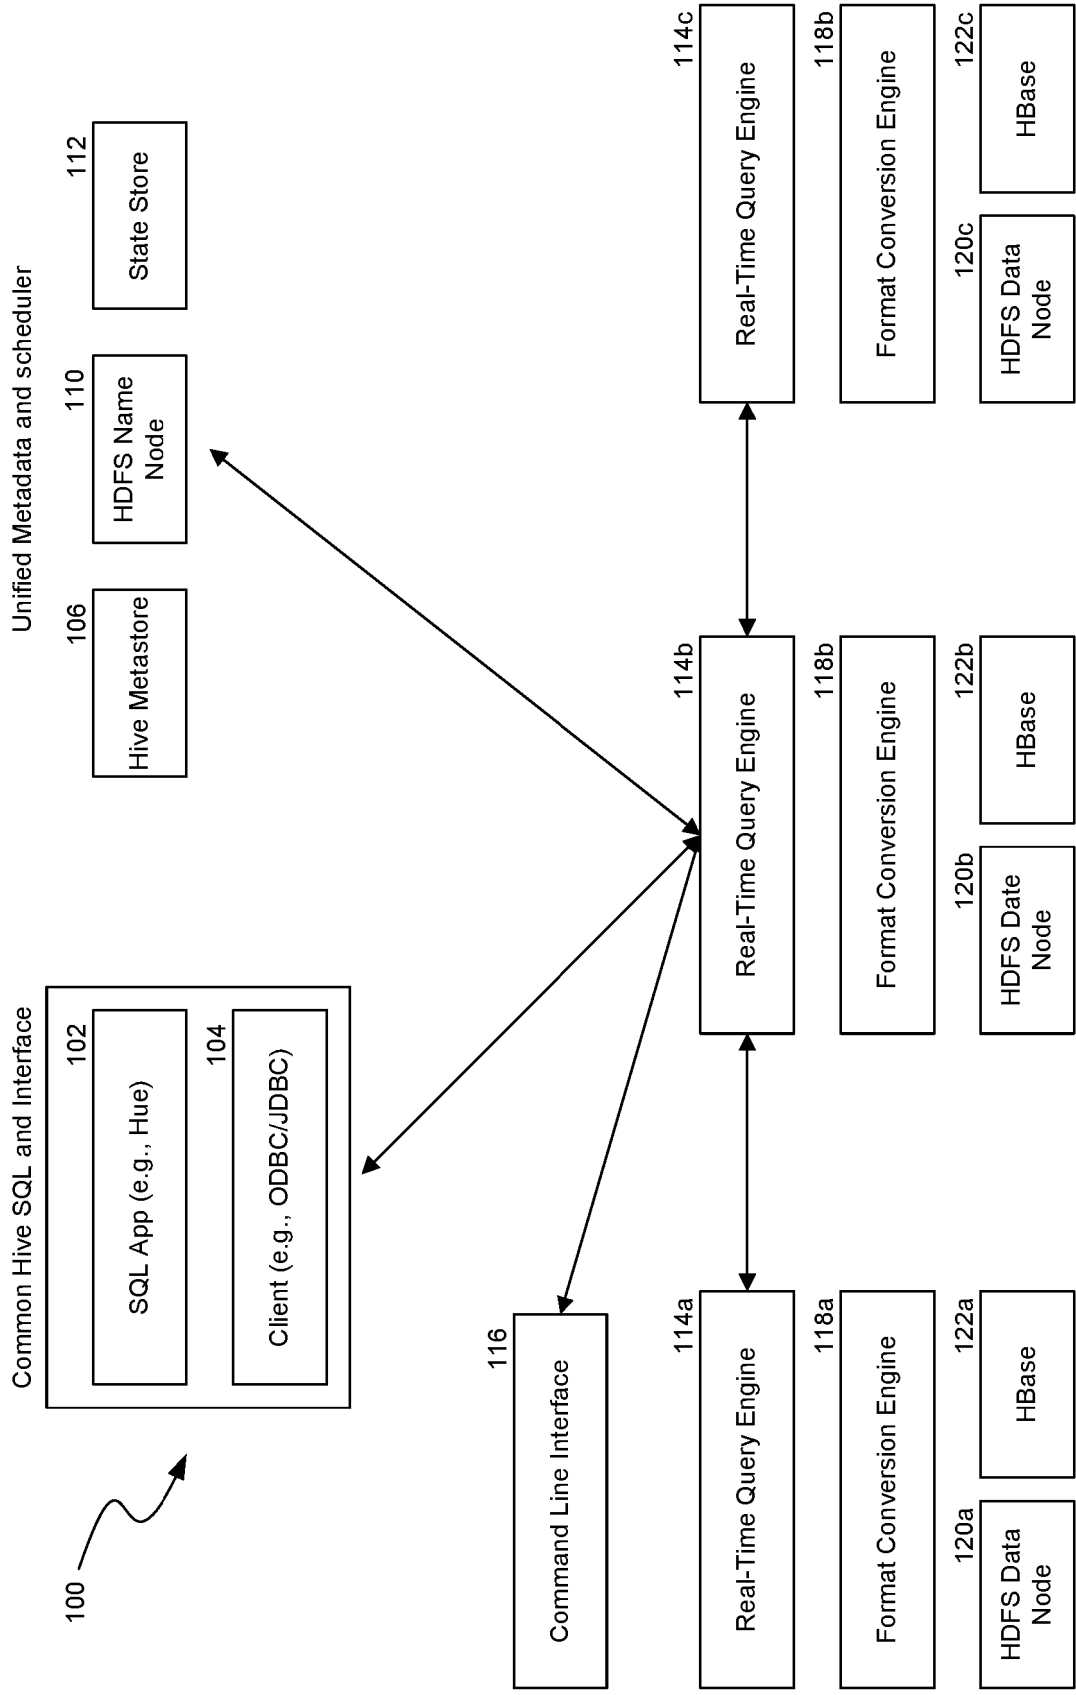 100
Common Hive SQL and Interface
102
SQL App (e.g., Hue)
104
Client (e.g., ODBC/JDBC)
Unified Metadata and scheduler
106
Hive Metastore
110
HDFS Name
Node
112
State Store
116
Command Line Interface
114a
Real-Time Query Engine
118a
Format Conversion Engine
120a
HDFS Data
Node
122a
HBase
114b
Real-Time Query Engine
118b
Format Conversion Engine
120b
HDFS Date
Node
122b
HBase
114c
Real-Time Query Engine
118b
Format Conversion Engine
120c
HDFS Data
Node
122c
HBase